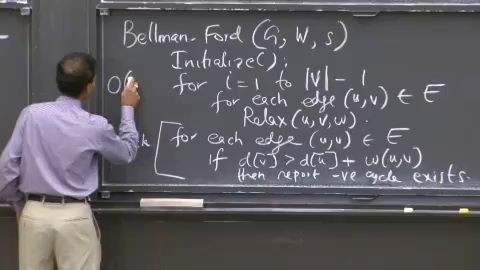 Bellman-Ford (G, W, s)
Initialize();
for i = 1 to |V| - 1
for each edge (u,v) ∈ E
Relax(u, v, w).
O(
k for each edge (u,v) ∈ E
if d[v] > d[u] + w(u,v)
then report -ve cycle exists.